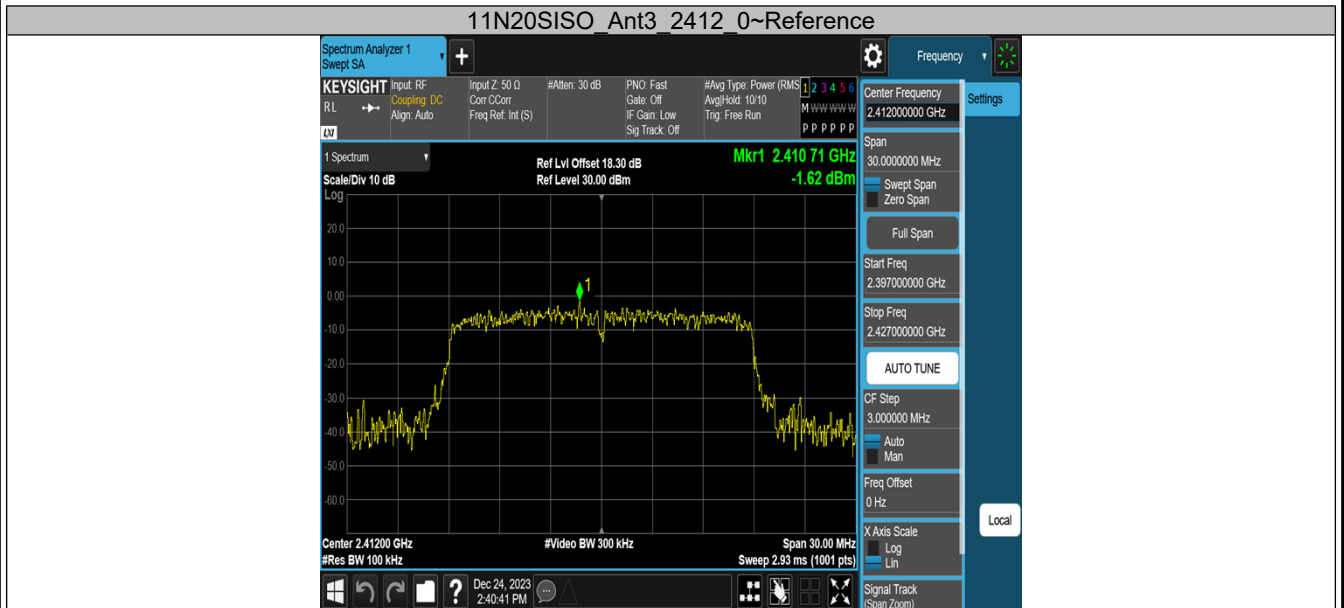 11N20SISO_Ant3_2412_0~Reference
Spectrum Analyzer 1
Swept SA
+
Frequency
KEYSIGHT
RL
LXI
Input: RF
Coupling: DC
Align: Auto
Input Z: 50 Ω
Corr CCorr
Freq Ref: Int (S)
#Atten: 30 dB
PNO: Fast
Gate: Off
IF Gain: Low
Sig Track: Off
#Avg Type: Power (RMS
Avg|Hold: 10/10
Trig: Free Run
1 2 3 4 5 6
M W W W W W
P P P P P P
1 Spectrum
Scale/Div 10 dB
Log
Ref Lvl Offset 18.30 dB
Ref Level 30.00 dBm
Mkr1 2.410 71 GHz
-1.62 dBm
20.0
10.0
0.00
-10.0
-20.0
-30.0
-40.0
-50.0
-60.0
1
Center 2.41200 GHz
#Res BW 100 kHz
#Video BW 300 kHz
Span 30.00 MHz
Sweep 2.93 ms (1001 pts)
Center Frequency
2.412000000 GHz
Settings
Span
30.0000000 MHz
Swept Span
Zero Span
Full Span
Start Freq
2.397000000 GHz
Stop Freq
2.427000000 GHz
AUTO TUNE
CF Step
3.000000 MHz
Auto
Man
Freq Offset
0 Hz
X Axis Scale
Log
Lin
Signal Track
(Span Zoom)
Local
?
Dec 24, 2023
2:40:41 PM